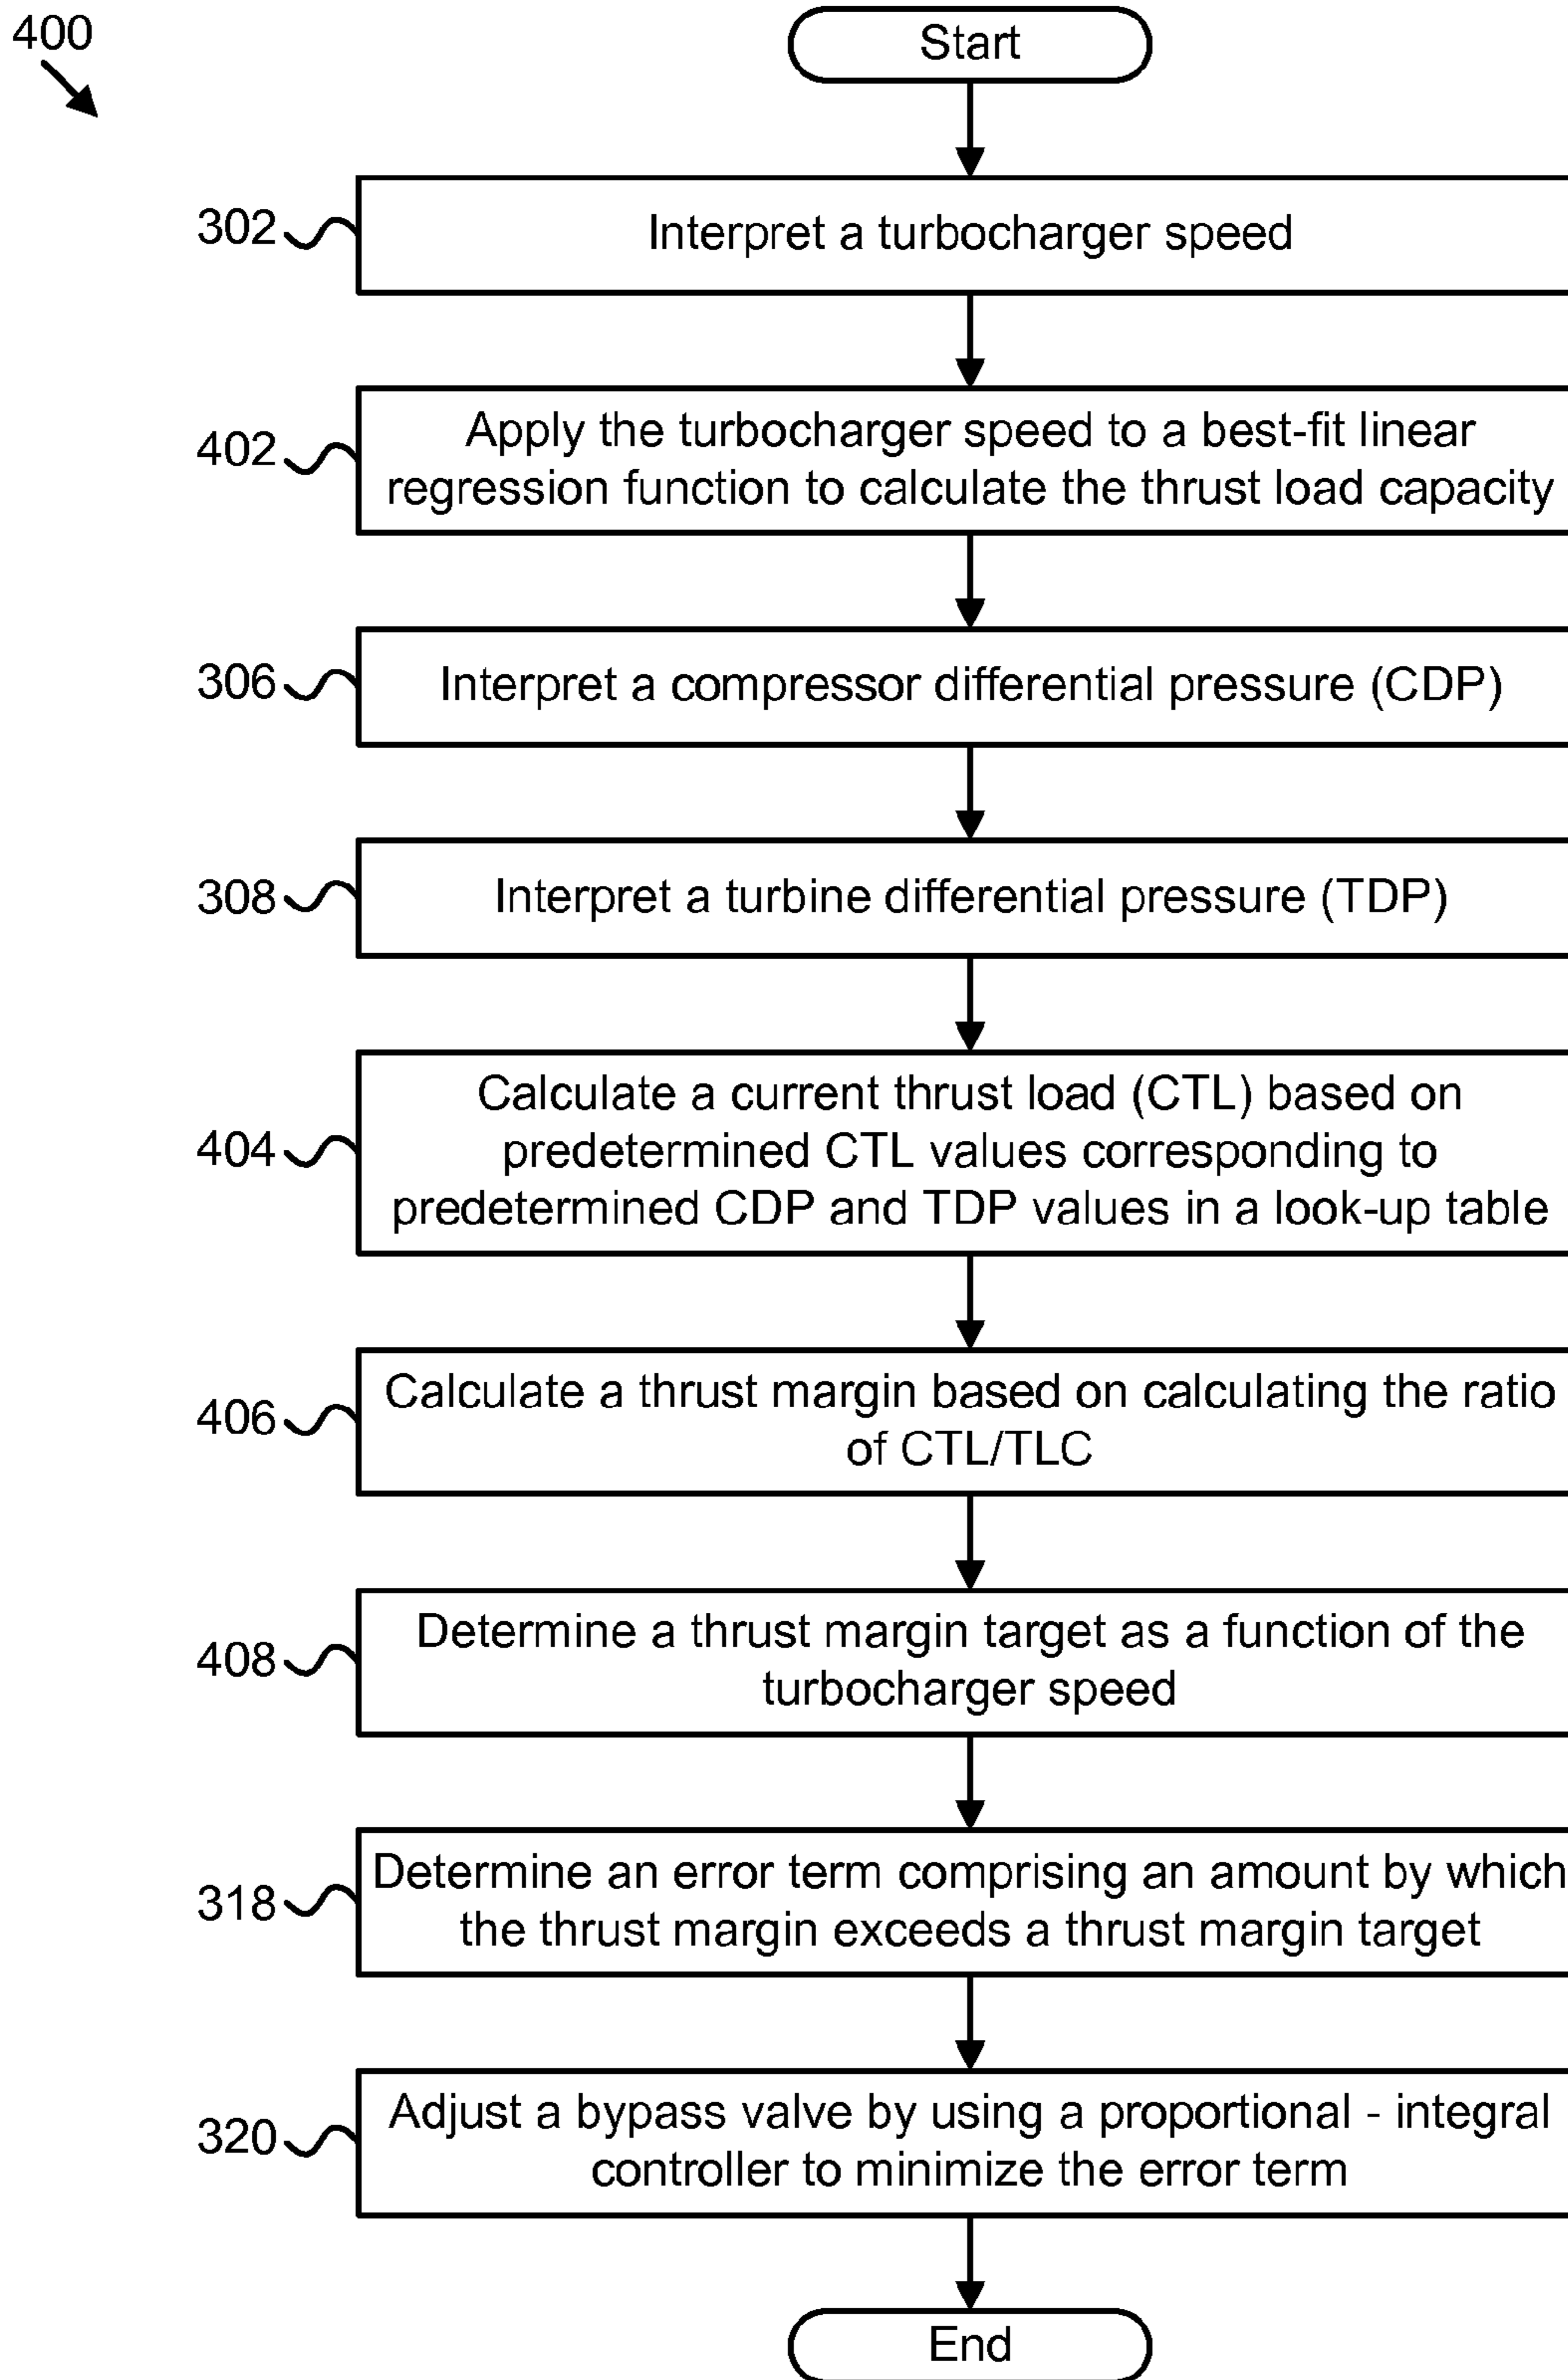 400
Start
302
Interpret a turbocharger speed
402
Apply the turbocharger speed to a best-fit linear
regression function to calculate the thrust load capacity
306
Interpret a compressor differential pressure (CDP)
308
Interpret a turbine differential pressure (TDP)
404
Calculate a current thrust load (CTL) based on
predetermined CTL values corresponding to
predetermined CDP and TDP values in a look-up table
406
Calculate a thrust margin based on calculating the ratio
of CTL/TLC
408
Determine a thrust margin target as a function of the
turbocharger speed
318
Determine an error term comprising an amount by which
the thrust margin exceeds a thrust margin target
320
Adjust a bypass valve by using a proportional - integral
controller to minimize the error term
End